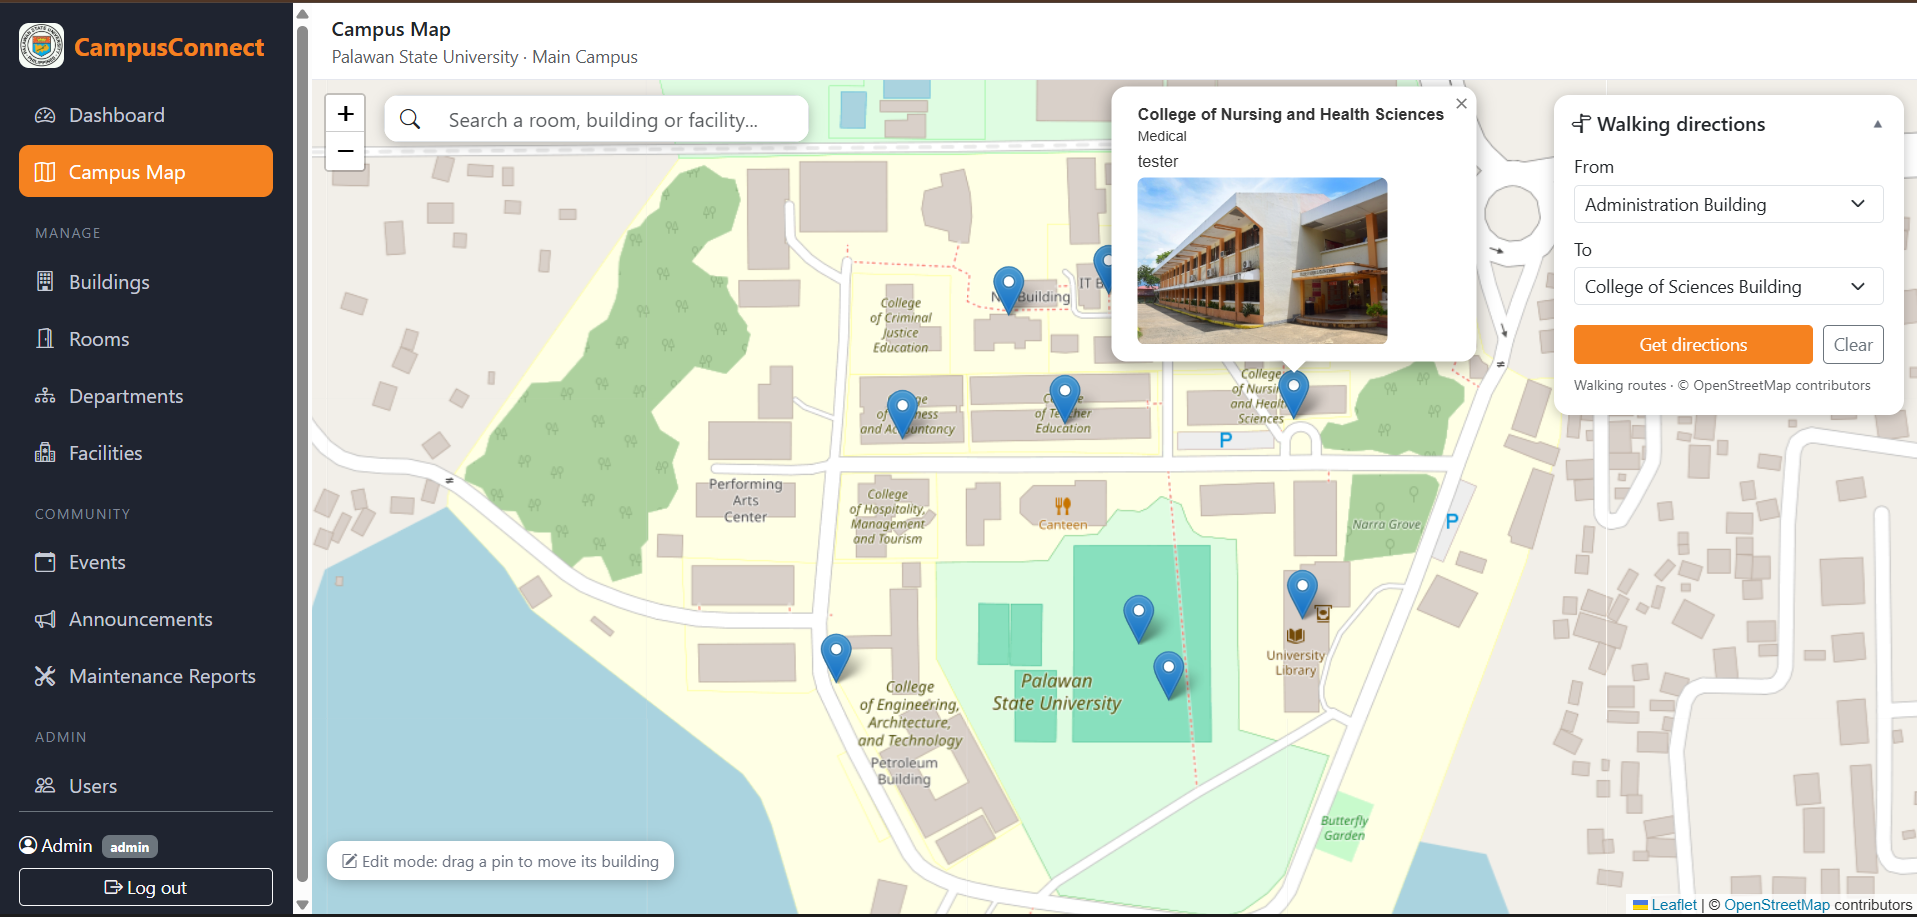 CampusConnect
Dashboard
Campus Map
MANAGE
Buildings
Rooms
Departments
Facilities
COMMUNITY
Events
Announcements
Maintenance Reports
ADMIN
Users
Admin admin
Log out
Campus Map
Palawan State University · Main Campus
+
−
Search a room, building or facility...
College of Nursing and Health Sciences
×
Medical
tester
Walking directions
From
Administration Building
To
College of Sciences Building
Get directions
Clear
Walking routes · © OpenStreetMap contributors
Building
IT B
College
of Criminal
Justice
Education
and Accountancy
Education
College
of Nursing
and Health
Sciences
P
Performing
Arts
Center
College
of Hospitality,
Management
and Tourism
Canteen
Narra Grove
P
University
Library
Palawan
State University
College
of Engineering,
Architecture,
and Technology
Petroleum
Building
Butterfly
Garden
Edit mode: drag a pin to move its building
Leaflet | © OpenStreetMap contributors